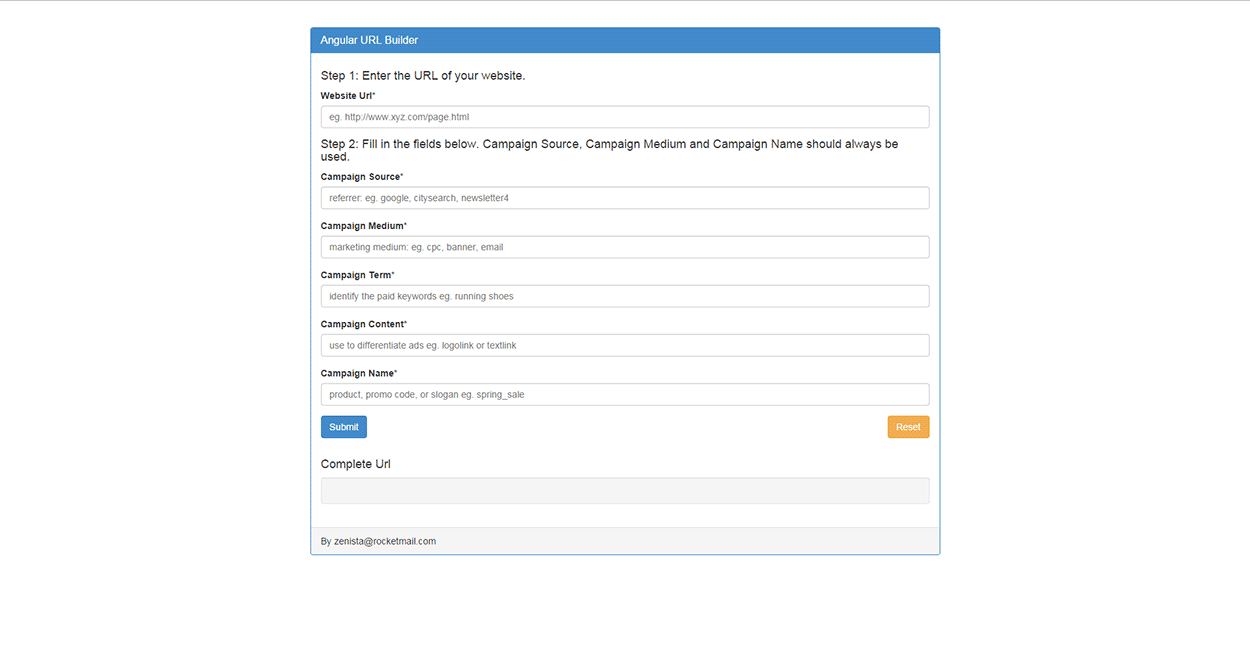 Angular URL Builder
Step 1: Enter the URL of your website.
Website Url*
eg. http://www.xyz.com/page.html
Step 2: Fill in the fields below. Campaign Source, Campaign Medium and Campaign Name should always be
used.
Campaign Source*
referrer: eg. google, citysearch, newsletter4
Campaign Medium*
marketing medium: eg. cpc, banner, email
Campaign Term*
identify the paid keywords eg. running shoes
Campaign Content*
use to differentiate ads eg. logolink or textlink
Campaign Name*
product, promo code, or slogan eg. spring_sale
Submit Reset
Complete Url
By zenista@rocketmail.com